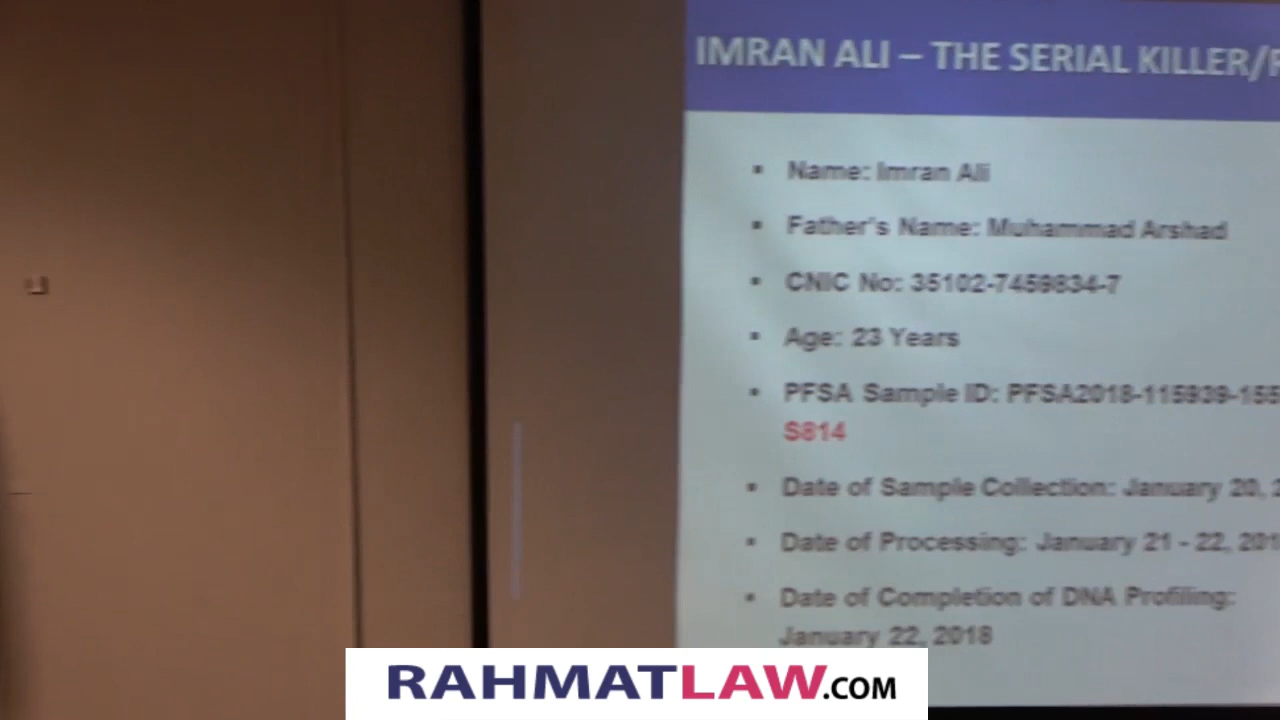 IMRAN ALI – THE SERIAL KILLER/
▪ Name: Imran Ali
▪ Father's Name: Muhammad Arshad
▪ CNIC No: 35102-7459834-7
▪ Age: 23 Years
▪ PFSA Sample ID: PFSA2018-115939-155
S814
▪ Date of Sample Collection: January 20,
▪ Date of Processing: January 21 - 22, 201
▪ Date of Completion of DNA Profiling:
January 22, 2018
RAHMATLAW.COM